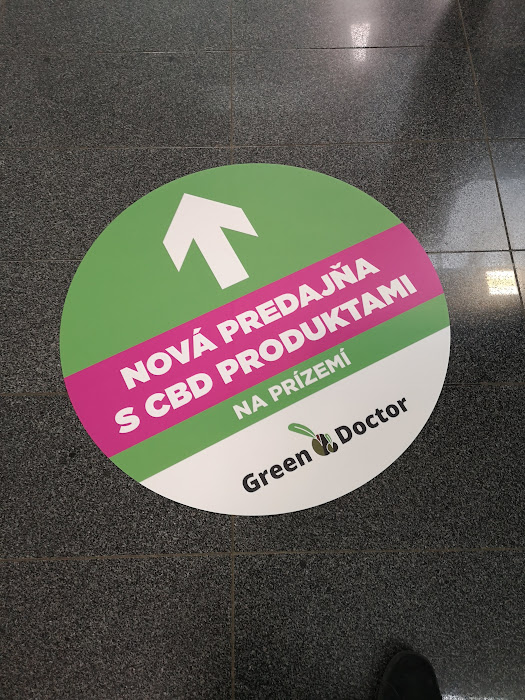 NOVÁ PREDAJŇA
S CBD PRODUKTAMI
NA PRÍZEMÍ
Green Doctor